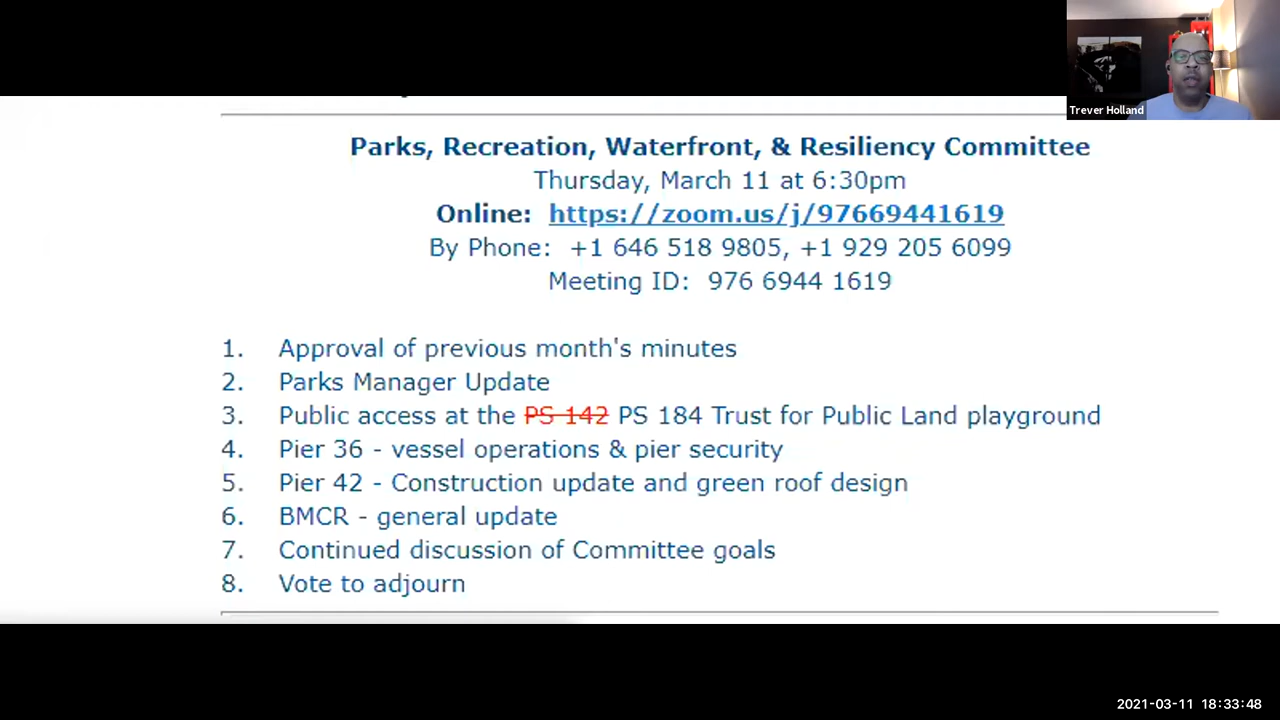 Trever Holland
Parks, Recreation, Waterfront, & Resiliency Committee
Thursday, March 11 at 6:30pm
Online: https://zoom.us/j/97669441619
By Phone: +1 646 518 9805, +1 929 205 6099
Meeting ID: 976 6944 1619
1. Approval of previous month's minutes
2. Parks Manager Update
3. Public access at the PS 142 PS 184 Trust for Public Land playground
4. Pier 36 - vessel operations & pier security
5. Pier 42 - Construction update and green roof design
6. BMCR - general update
7. Continued discussion of Committee goals
8. Vote to adjourn
2021-03-11 18:33:48